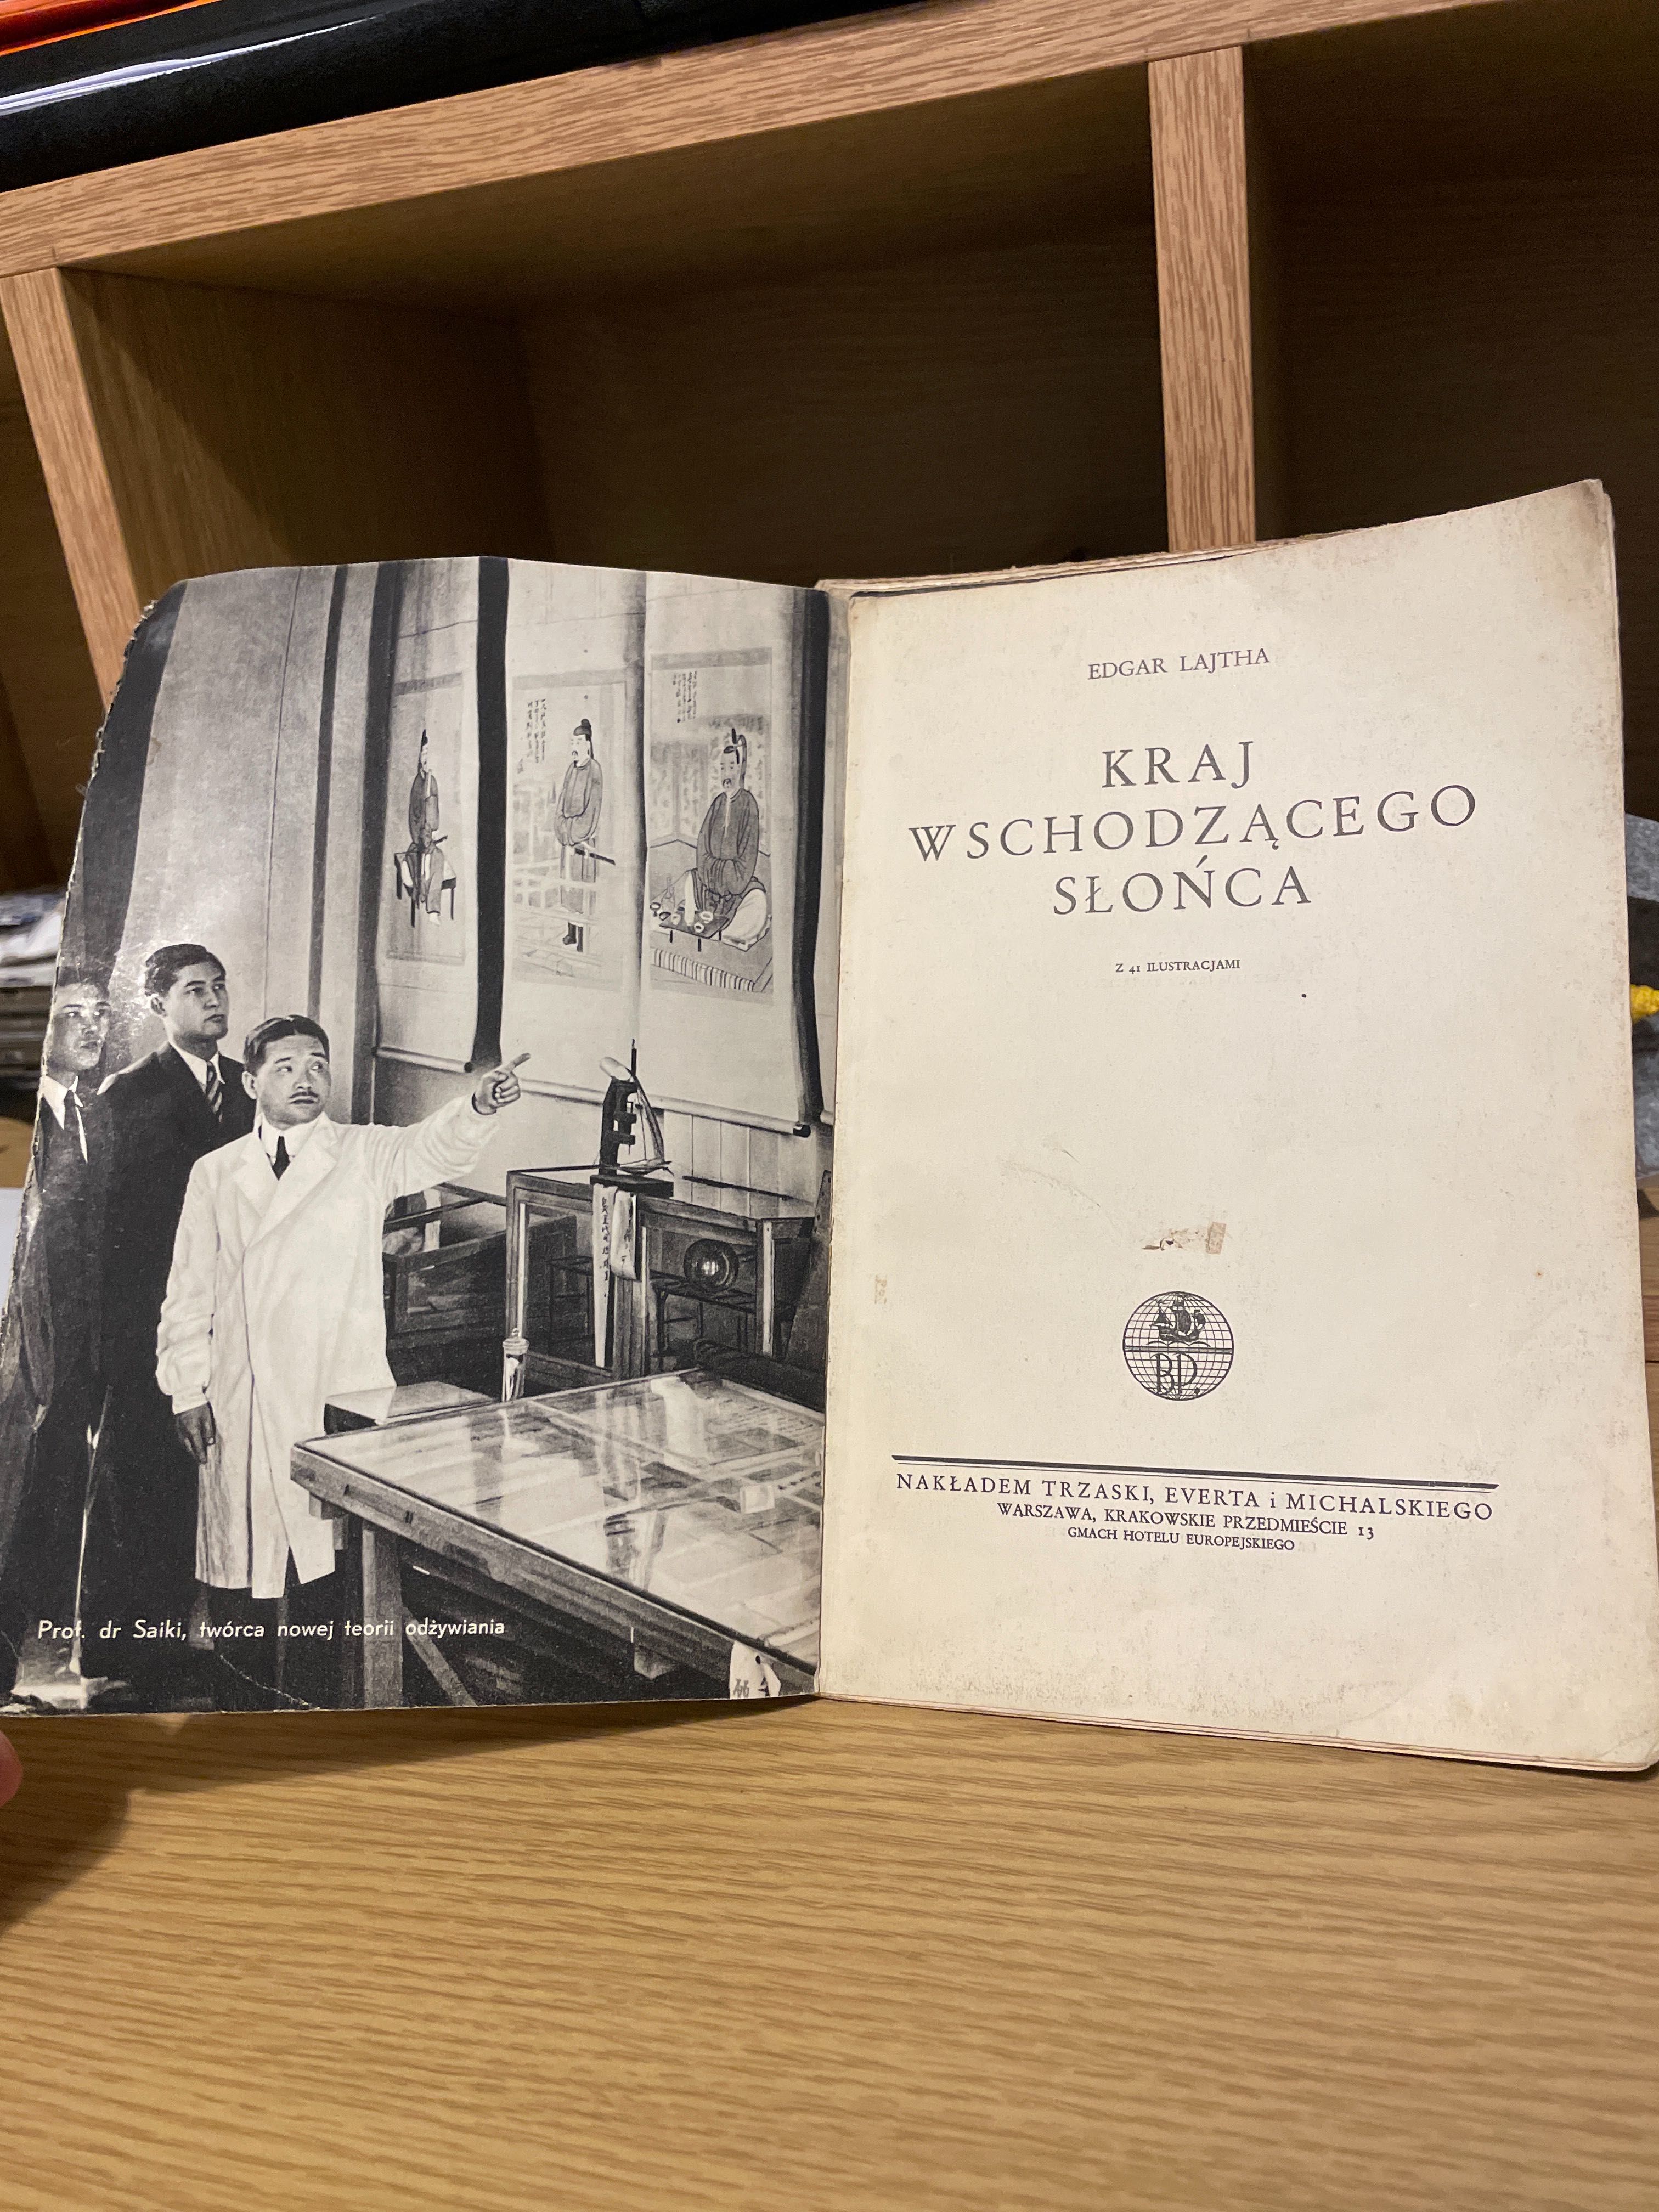 Prof. dr Saiki, twórca nowej teorii odżywiania
EDGAR LAJTHA
KRAJ
WSCHODZĄCEGO
SŁOŃCA
Z 41 ILUSTRACJAMI
BP.
NAKŁADEM TRZASKI, EVERTA i MICHALSKIEGO
WARSZAWA, KRAKOWSKIE PRZEDMIEŚCIE 13
GMACH HOTELU EUROPEJSKIEGO